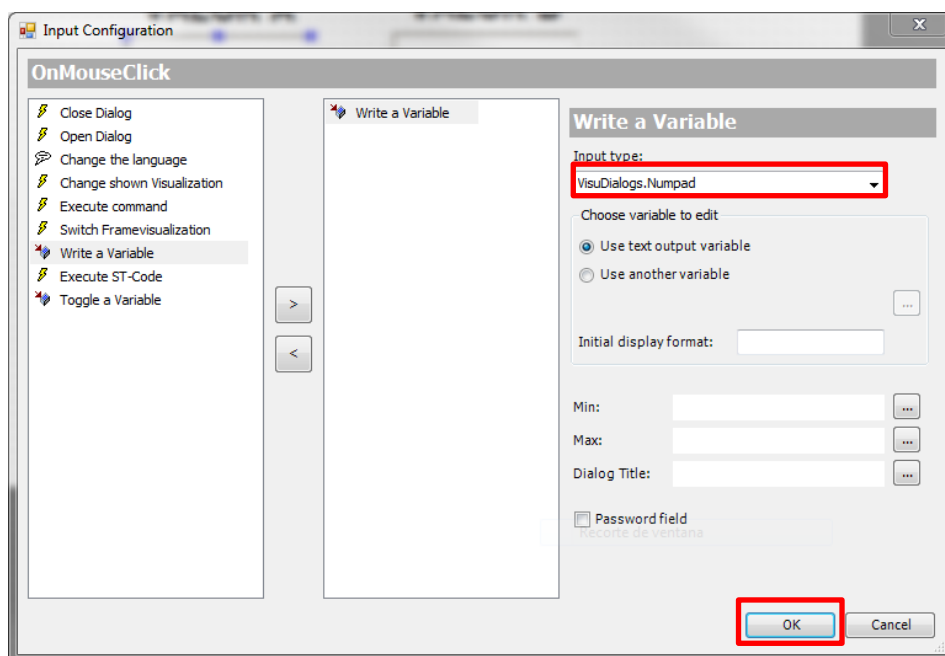 Input Configuration
x
OnMouseClick
Close Dialog
Open Dialog
Change the language
Change shown Visualization
Execute command
Switch Framevisualization
Write a Variable
Execute ST-Code
Toggle a Variable
>
<
Write a Variable
Write a Variable
Input type:
VisuDialogs.Numpad
Choose variable to edit
Use text output variable
Use another variable
...
Initial display format:
Min:
...
Max:
...
Dialog Title:
...
Password field
Recorte de ventana
OK
Cancel